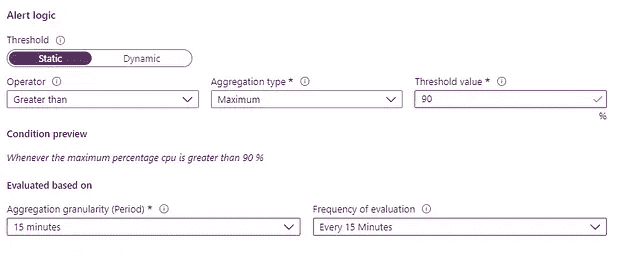 Alert logic
Threshold
Static Dynamic
Operator Aggregation type * Threshold value *
Greater than Maximum 90
%
Condition preview
Whenever the maximum percentage cpu is greater than 90 %
Evaluated based on
Aggregation granularity (Period) * Frequency of evaluation
15 minutes Every 15 Minutes